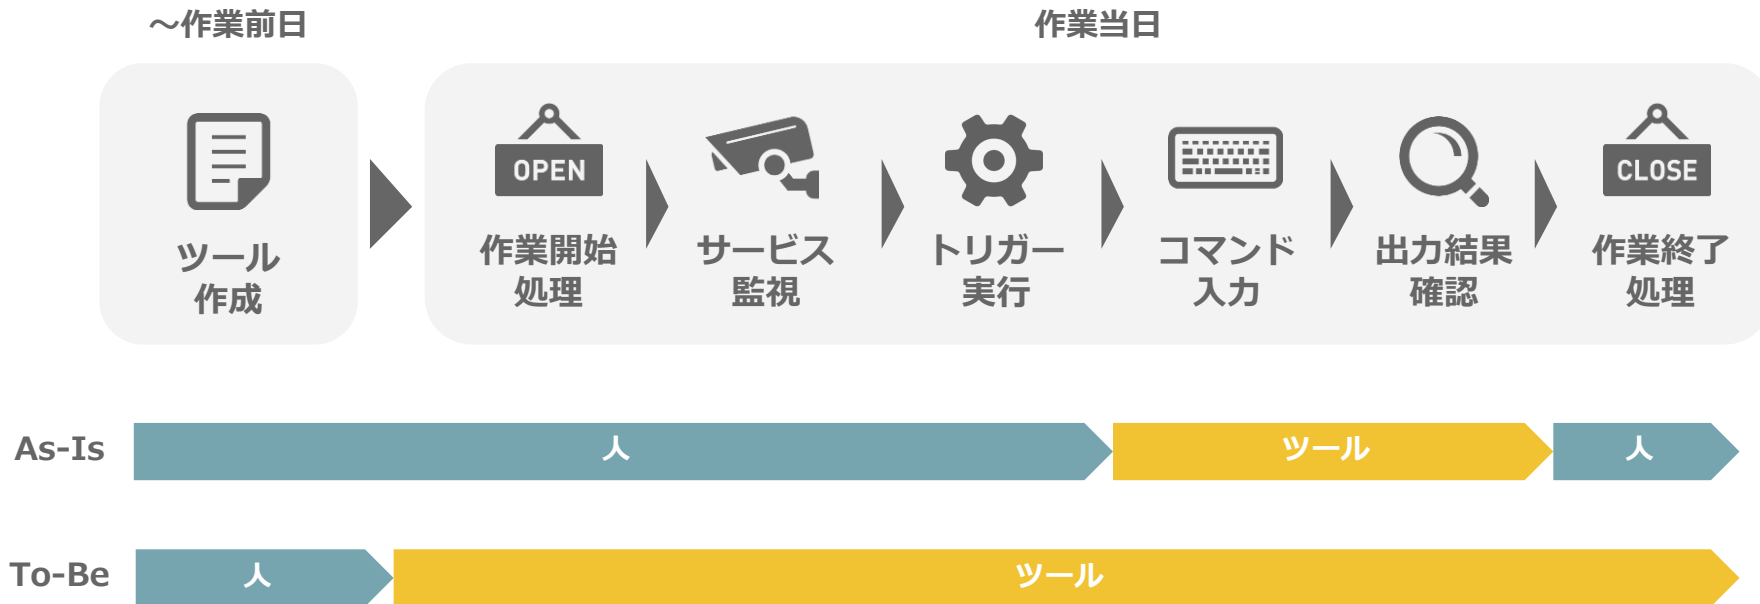 ～作業前日
作業当日
ツール
作成
OPEN
作業開始
処理
サービス
監視
トリガー
実行
コマンド
入力
出力結果
確認
CLOSE
作業終了
処理
As-Is
人
ツール
人
To-Be
人
ツール